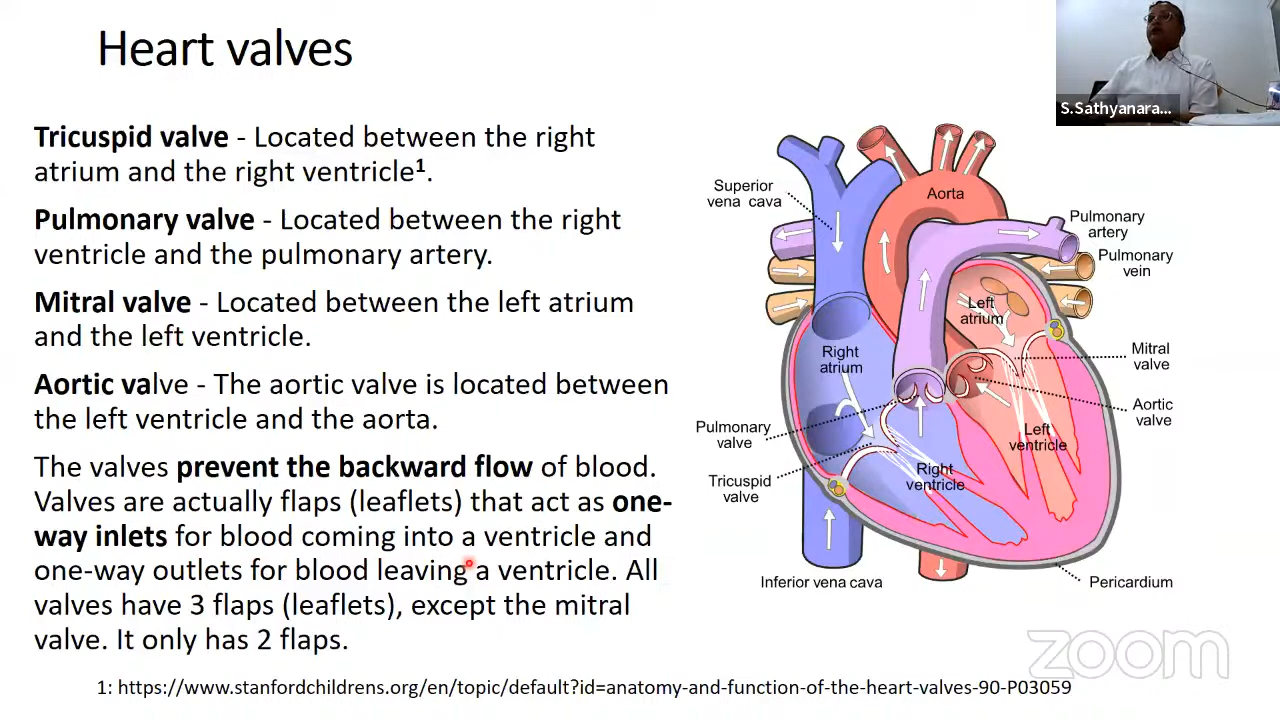 Heart valves
S.Sathyanara...
Tricuspid valve - Located between the right
atrium and the right ventricle¹.
Pulmonary valve - Located between the right
ventricle and the pulmonary artery.
Mitral valve - Located between the left atrium
and the left ventricle.
Aortic valve - The aortic valve is located between
the left ventricle and the aorta.
The valves prevent the backward flow of blood.
Valves are actually flaps (leaflets) that act as one-
way inlets for blood coming into a ventricle and
one-way outlets for blood leaving a ventricle. All
valves have 3 flaps (leaflets), except the mitral
valve. It only has 2 flaps.
Superior
vena cava
Aorta
Pulmonary
artery
Pulmonary
vein
Left
atrium
Right
atrium
Mitral
valve
Aortic
valve
Pulmonary
valve
Left
ventricle
Tricuspid
valve
Right
ventricle
Inferior vena cava
Pericardium
zoom
1: https://www.stanfordchildrens.org/en/topic/default?id=anatomy-and-function-of-the-heart-valves-90-P03059